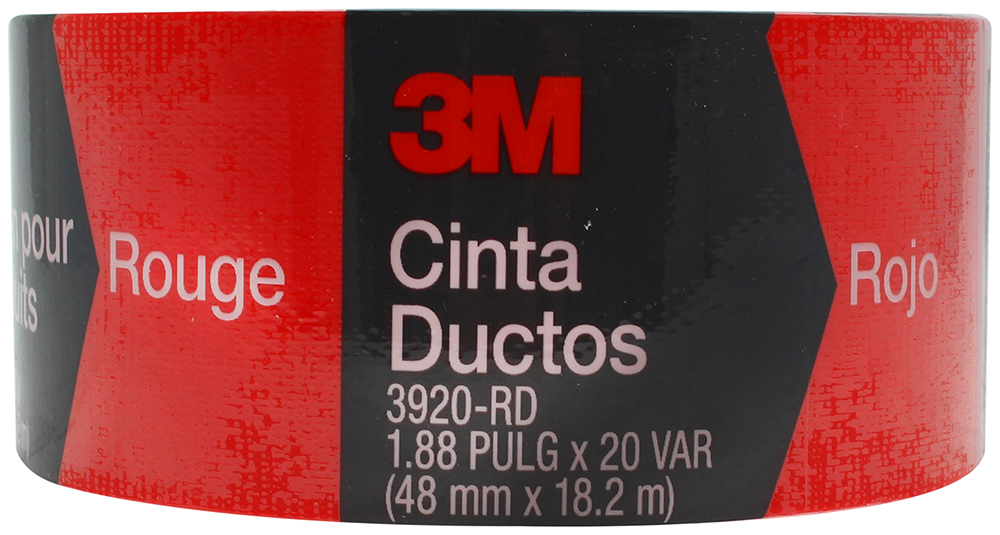 pour
Rouge
3M
Cinta
Ductos
3920-RD
1.88 PULG x 20 VAR
(48 mm x 18.2 m)
Rojo